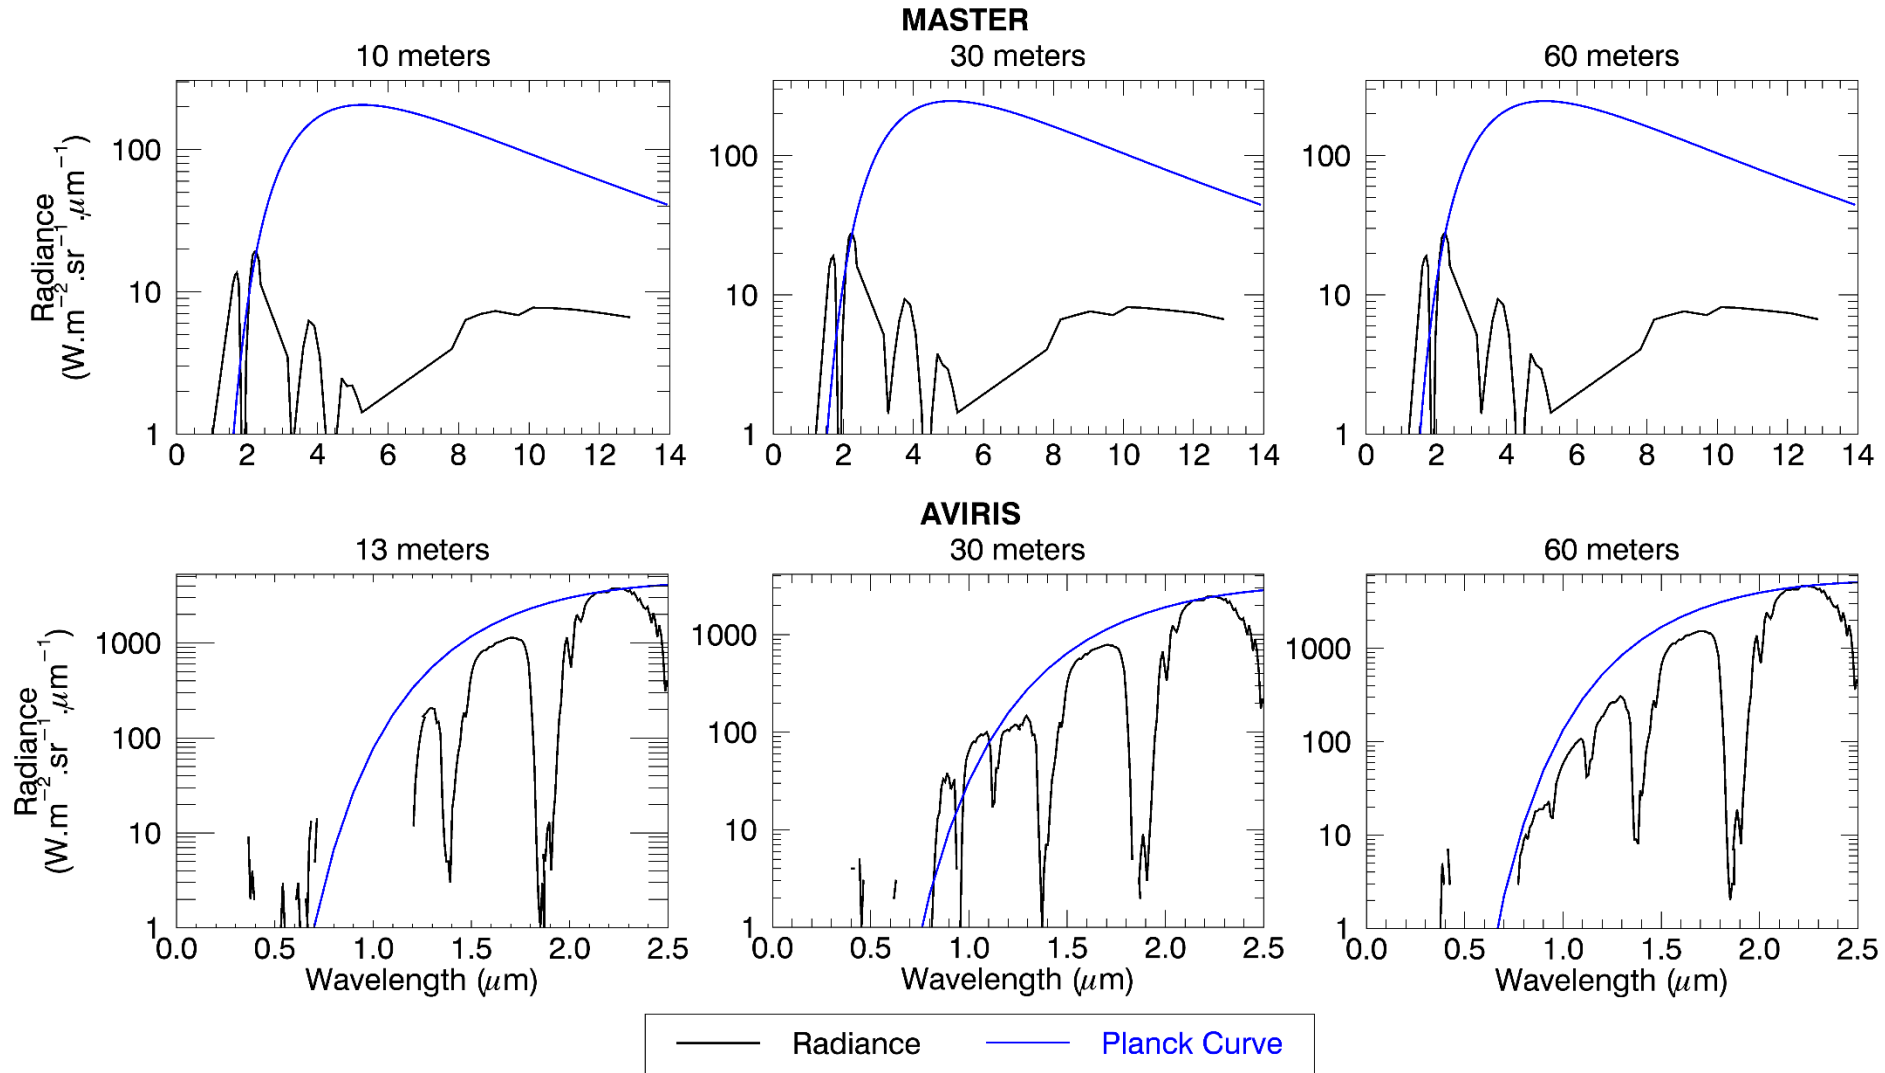 MASTER
10 meters 30 meters 60 meters
Radiance
(W.m⁻².sr⁻¹.μm⁻¹)
100 100 100
10 10 10
1 1 1
0 2 4 6 8 10 12 14 0 2 4 6 8 10 12 14 0 2 4 6 8 10 12 14
AVIRIS
13 meters 30 meters 60 meters
Radiance
(W.m⁻².sr⁻¹.μm⁻¹)
1000 1000 1000
100 100 100
10 10 10
1 1 1
0.0 0.5 1.0 1.5 2.0 2.5 0.0 0.5 1.0 1.5 2.0 2.5 0.0 0.5 1.0 1.5 2.0 2.5
Wavelength (μm) Wavelength (μm) Wavelength (μm)
Radiance Planck Curve